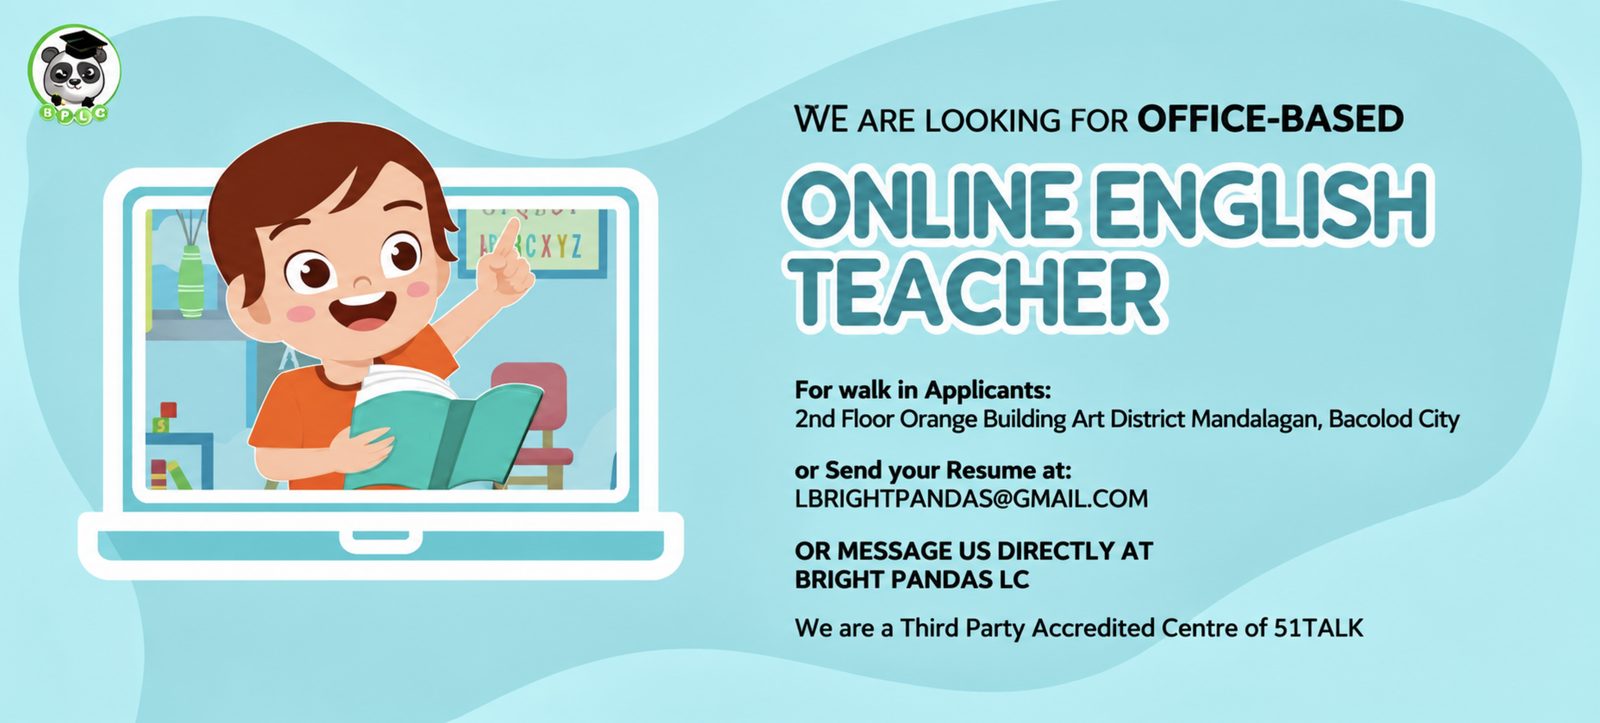 BPLC
ABRCXYZ
S
A
WE ARE LOOKING FOR OFFICE-BASED
ONLINE ENGLISH
TEACHER
For walk in Applicants:
2nd Floor Orange Building Art District Mandalagan, Bacolod City
or Send your Resume at:
LBRIGHTPANDAS@GMAIL.COM
OR MESSAGE US DIRECTLY AT
BRIGHT PANDAS LC
We are a Third Party Accredited Centre of 51TALK